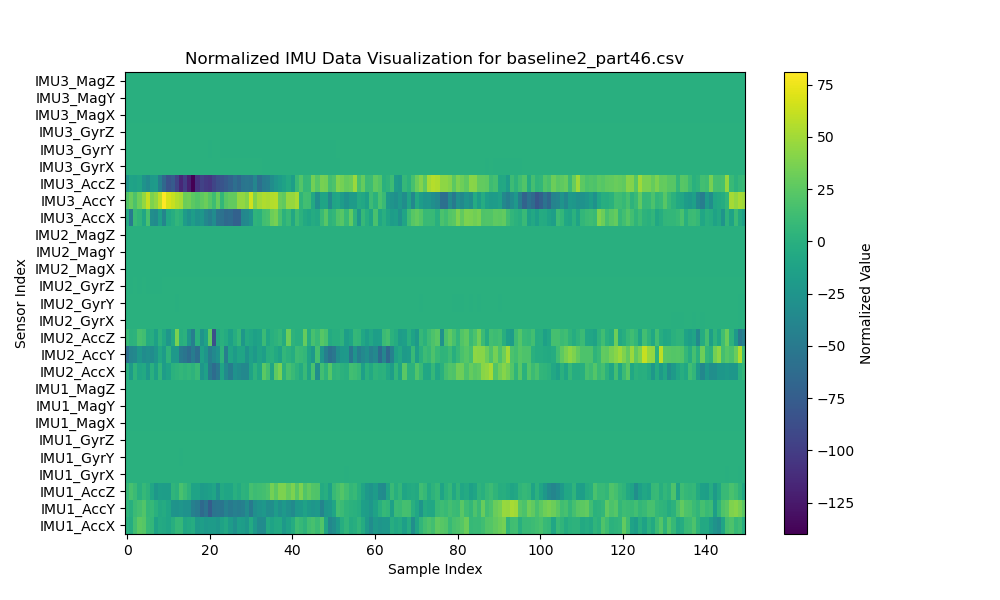 Normalized IMU Data Visualization for baseline2_part46.csv
IMU3_MagZ
IMU3_MagY
IMU3_MagX
IMU3_GyrZ
IMU3_GyrY
IMU3_GyrX
IMU3_AccZ
IMU3_AccY
IMU3_AccX
IMU2_MagZ
IMU2_MagY
IMU2_MagX
IMU2_GyrZ
IMU2_GyrY
IMU2_GyrX
IMU2_AccZ
IMU2_AccY
IMU2_AccX
IMU1_MagZ
IMU1_MagY
IMU1_MagX
IMU1_GyrZ
IMU1_GyrY
IMU1_GyrX
IMU1_AccZ
IMU1_AccY
IMU1_AccX
Sensor Index
0 20 40 60 80 100 120 140
Sample Index
75
50
25
0
−25
−50
−75
−100
−125
Normalized Value